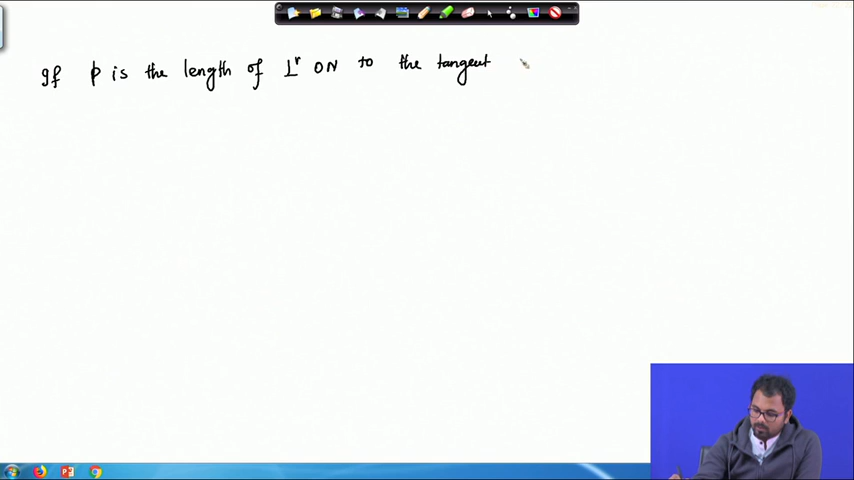 If p is the length of ⊥r ON to the tangent